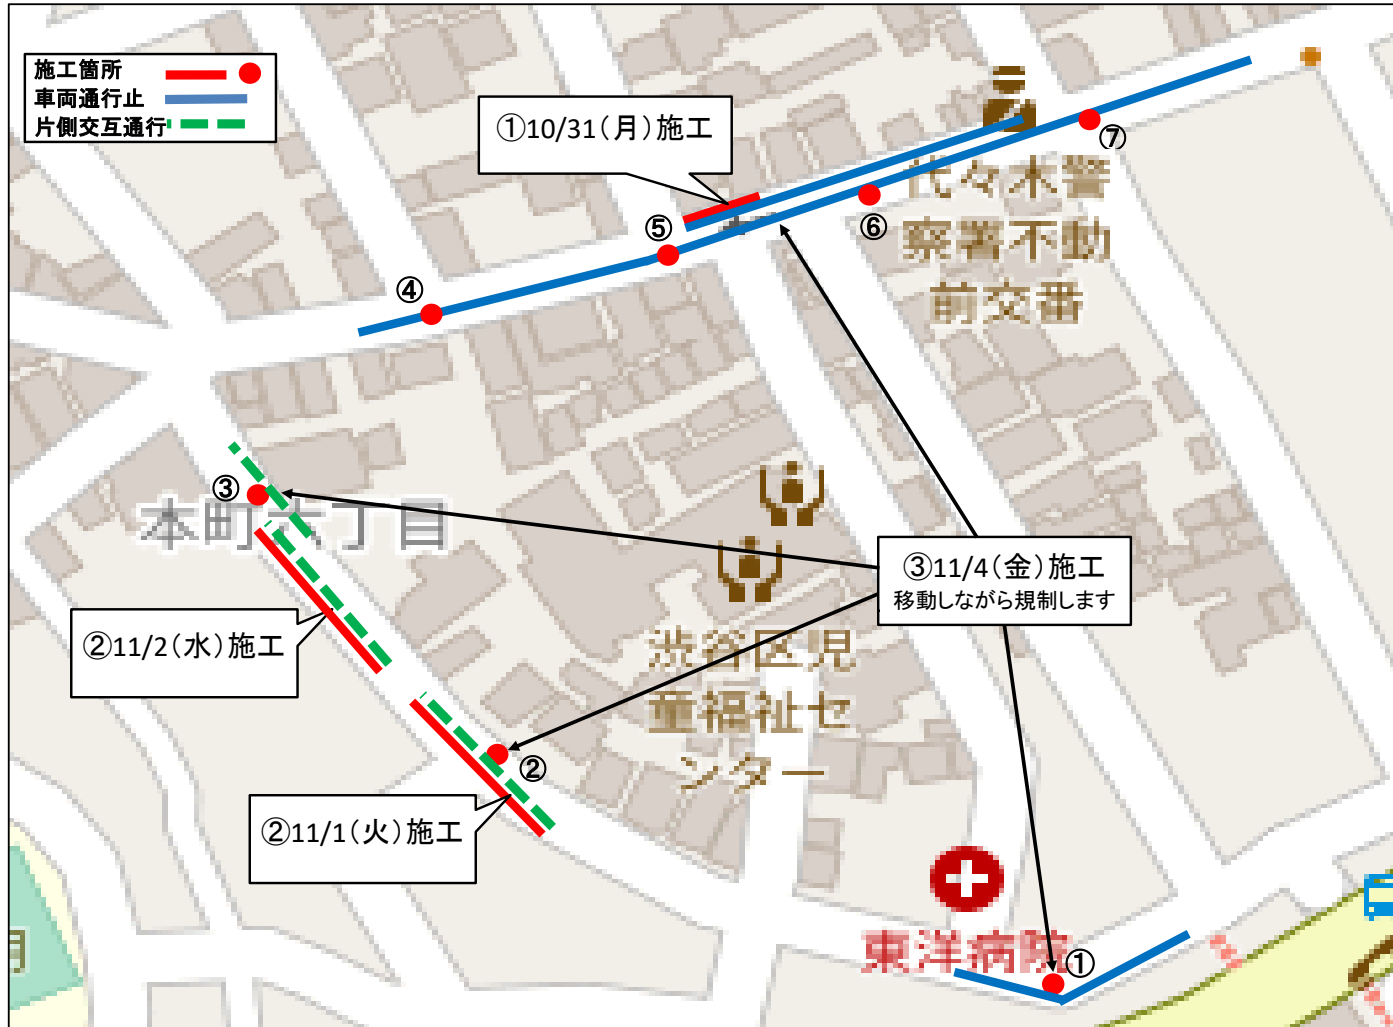 施工箇所
車両通行止
片側交互通行
①10/31（月）施工
⑦
代々木警
察署不動
前交番
⑥
⑤
④
③
本町六丁目
③11/4（金）施工
移動しながら規制します
②11/2（水）施工
渋谷区児
童福祉セ
ンター
②
②11/1（火）施工
東洋病院
①